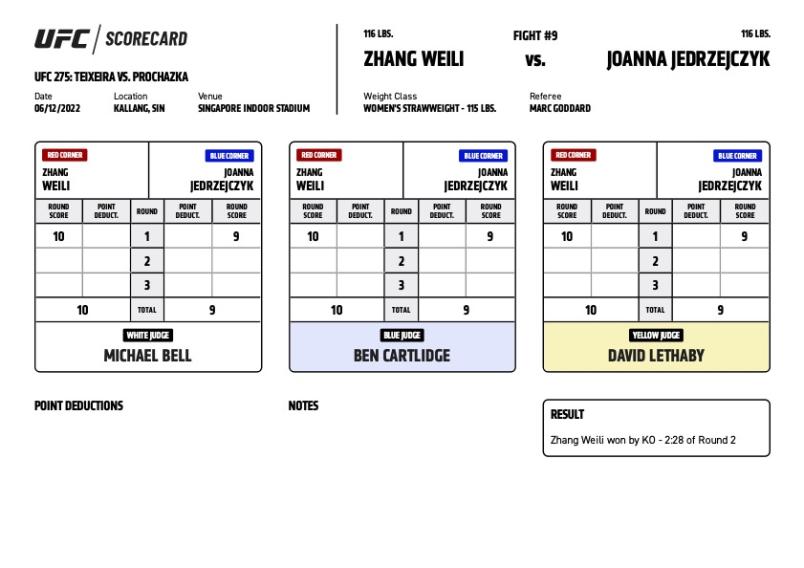 UFC / SCORECARD
UFC 275: TEIXEIRA VS. PROCHAZKA
Date Location Venue
06/12/2022 KALLANG, SIN SINGAPORE INDOOR STADIUM
116 LBS. FIGHT #9 116 LBS.
ZHANG WEILI vs. JOANNA JEDRZEJCZYK
Weight Class Referee
WOMEN'S STRAWWEIGHT - 115 LBS. MARC GODDARD
RED CORNER BLUE CORNER
ZHANG JOANNA
WEILI JEDRZEJCZYK
ROUND SCORE POINT DEDUCT. ROUND POINT DEDUCT. ROUND SCORE
10 1 9
2
3
10 TOTAL 9
WHITE JUDGE
MICHAEL BELL
RED CORNER BLUE CORNER
ZHANG JOANNA
WEILI JEDRZEJCZYK
ROUND SCORE POINT DEDUCT. ROUND POINT DEDUCT. ROUND SCORE
10 1 9
2
3
10 TOTAL 9
BLUE JUDGE
BEN CARTLIDGE
RED CORNER BLUE CORNER
ZHANG JOANNA
WEILI JEDRZEJCZYK
ROUND SCORE POINT DEDUCT. ROUND POINT DEDUCT. ROUND SCORE
10 1 9
2
3
10 TOTAL 9
YELLOW JUDGE
DAVID LETHABY
POINT DEDUCTIONS
NOTES
RESULT
Zhang Weili won by KO - 2:28 of Round 2